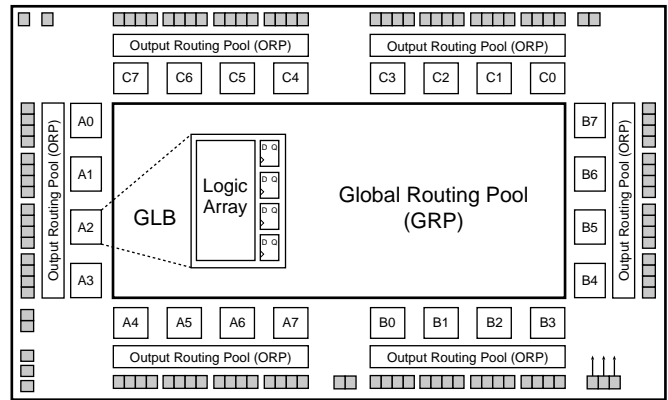 Output Routing Pool (ORP) Output Routing Pool (ORP)
C7 C6 C5 C4 C3 C2 C1 C0
Output Routing Pool (ORP)
A0
A1
A2
A3
GLB
Logic
Array
D Q
D Q
D Q
D Q
Global Routing Pool
(GRP)
B7
B6
B5
B4
Output Routing Pool (ORP)
A4 A5 A6 A7 B0 B1 B2 B3
Output Routing Pool (ORP) Output Routing Pool (ORP)